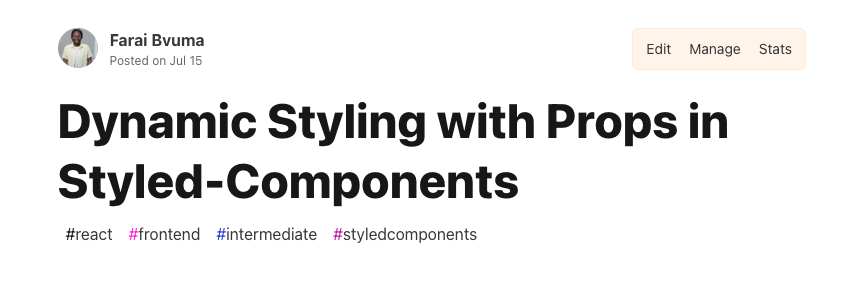 Farai Bvuma
Posted on Jul 15
Edit Manage Stats
Dynamic Styling with Props in
Styled-Components
#react #frontend #intermediate #styledcomponents